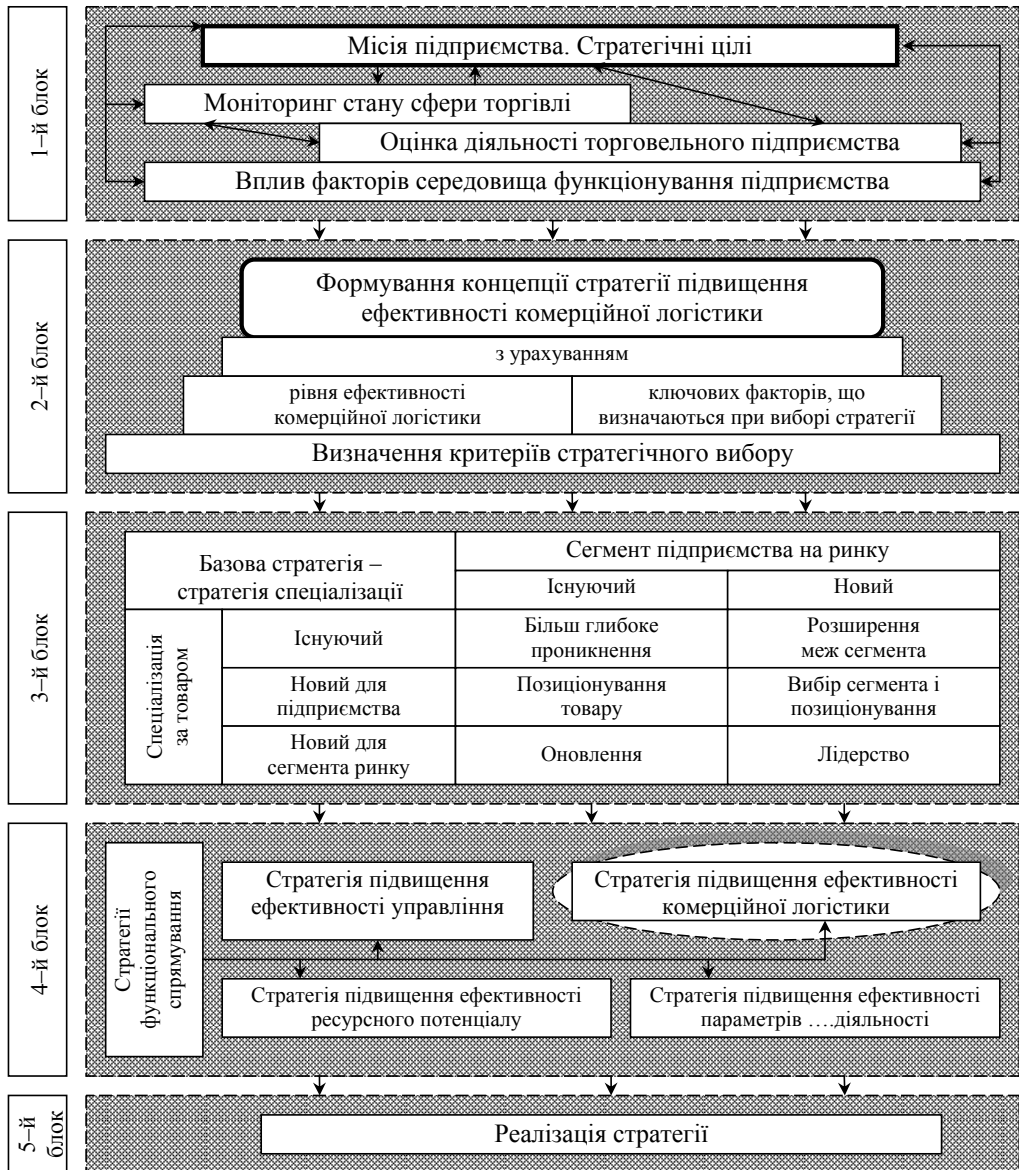 1–й блок
Місія підприємства. Стратегічні цілі
Моніторинг стану сфери торгівлі
Оцінка діяльності торговельного підприємства
Вплив факторів середовища функціонування підприємства
2–й блок
Формування концепції стратегії підвищення
ефективності комерційної логістики
з урахуванням
рівня ефективності
комерційної логістики
ключових факторів, що
визначаються при виборі стратегії
Визначення критеріїв стратегічного вибору
3–й блок
Базова стратегія –
стратегія спеціалізації
Сегмент підприємства на ринку
Існуючий
Новий
Спеціалізація
за товаром
Існуючий
Більш глибоке
проникнення
Розширення
меж сегмента
Новий для
підприємства
Позиціонування
товару
Вибір сегмента і
позиціонування
Новий для
сегмента ринку
Оновлення
Лідерство
4–й блок
Стратегії
функціонального
спрямування
Стратегія підвищення
ефективності управління
Стратегія підвищення ефективності
комерційної логістики
Стратегія підвищення ефективності
ресурсного потенціалу
Стратегія підвищення ефективності
параметрів ….діяльності
5–й
блок
Реалізація стратегії